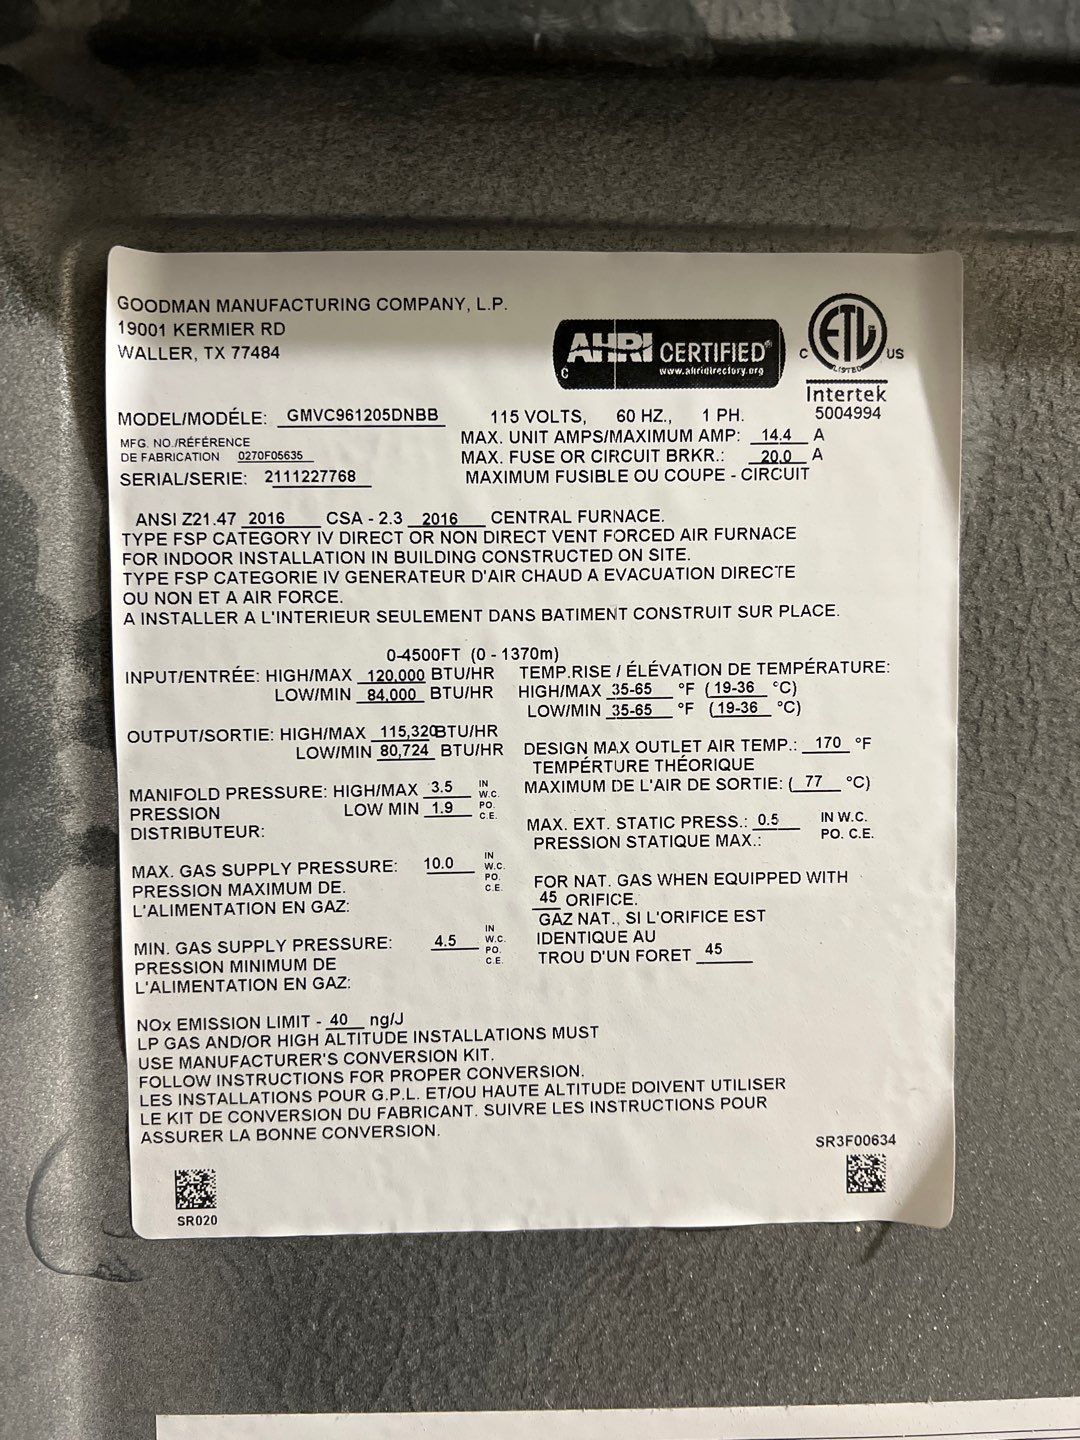 GOODMAN MANUFACTURING COMPANY, L.P.
19001 KERMIER RD
WALLER, TX 77484
AHRI CERTIFIED®
www.ahridirectory.org
C
C ETL US
LISTED
Intertek
5004994
MODEL/MODÉLE: GMVC961205DNBB
115 VOLTS, 60 HZ., 1 PH.
MFG. NO./RÉFÉRENCE
DE FABRICATION 0270F05635
SERIAL/SERIE: 2111227768
MAX. UNIT AMPS/MAXIMUM AMP: 14.4 A
MAX. FUSE OR CIRCUIT BRKR.: 20.0 A
MAXIMUM FUSIBLE OU COUPE - CIRCUIT
ANSI Z21.47 2016 CSA - 2.3 2016 CENTRAL FURNACE.
TYPE FSP CATEGORY IV DIRECT OR NON DIRECT VENT FORCED AIR FURNACE
FOR INDOOR INSTALLATION IN BUILDING CONSTRUCTED ON SITE.
TYPE FSP CATEGORIE IV GENERATEUR D'AIR CHAUD A EVACUATION DIRECTE
OU NON ET A AIR FORCE.
A INSTALLER A L'INTERIEUR SEULEMENT DANS BATIMENT CONSTRUIT SUR PLACE.
0-4500FT (0 - 1370m)
INPUT/ENTRÉE: HIGH/MAX 120,000 BTU/HR
LOW/MIN 84,000 BTU/HR
OUTPUT/SORTIE: HIGH/MAX 115,320BTU/HR
LOW/MIN 80,724 BTU/HR
MANIFOLD PRESSURE: HIGH/MAX 3.5 IN W.C.
PRESSION LOW MIN 1.9 PO. C.E.
DISTRIBUTEUR:
MAX. GAS SUPPLY PRESSURE: 10.0 IN W.C. PO. C.E.
PRESSION MAXIMUM DE
L'ALIMENTATION EN GAZ:
MIN. GAS SUPPLY PRESSURE: 4.5 IN W.C. PO. C.E.
PRESSION MINIMUM DE
L'ALIMENTATION EN GAZ:
TEMP.RISE / ÉLÉVATION DE TEMPÉRATURE:
HIGH/MAX 35-65 °F (19-36 °C)
LOW/MIN 35-65 °F (19-36 °C)
DESIGN MAX OUTLET AIR TEMP.: 170 °F
TEMPÉRTURE THÉORIQUE
MAXIMUM DE L'AIR DE SORTIE: ( 77 °C)
MAX. EXT. STATIC PRESS.: 0.5 IN W.C.
PRESSION STATIQUE MAX.: PO. C.E.
FOR NAT. GAS WHEN EQUIPPED WITH
45 ORIFICE.
GAZ NAT., SI L'ORIFICE EST
IDENTIQUE AU
TROU D'UN FORET 45
NOx EMISSION LIMIT - 40 ng/J
LP GAS AND/OR HIGH ALTITUDE INSTALLATIONS MUST
USE MANUFACTURER'S CONVERSION KIT.
FOLLOW INSTRUCTIONS FOR PROPER CONVERSION.
LES INSTALLATIONS POUR G.P.L. ET/OU HAUTE ALTITUDE DOIVENT UTILISER
LE KIT DE CONVERSION DU FABRICANT. SUIVRE LES INSTRUCTIONS POUR
ASSURER LA BONNE CONVERSION.
SR3F00634
SR020